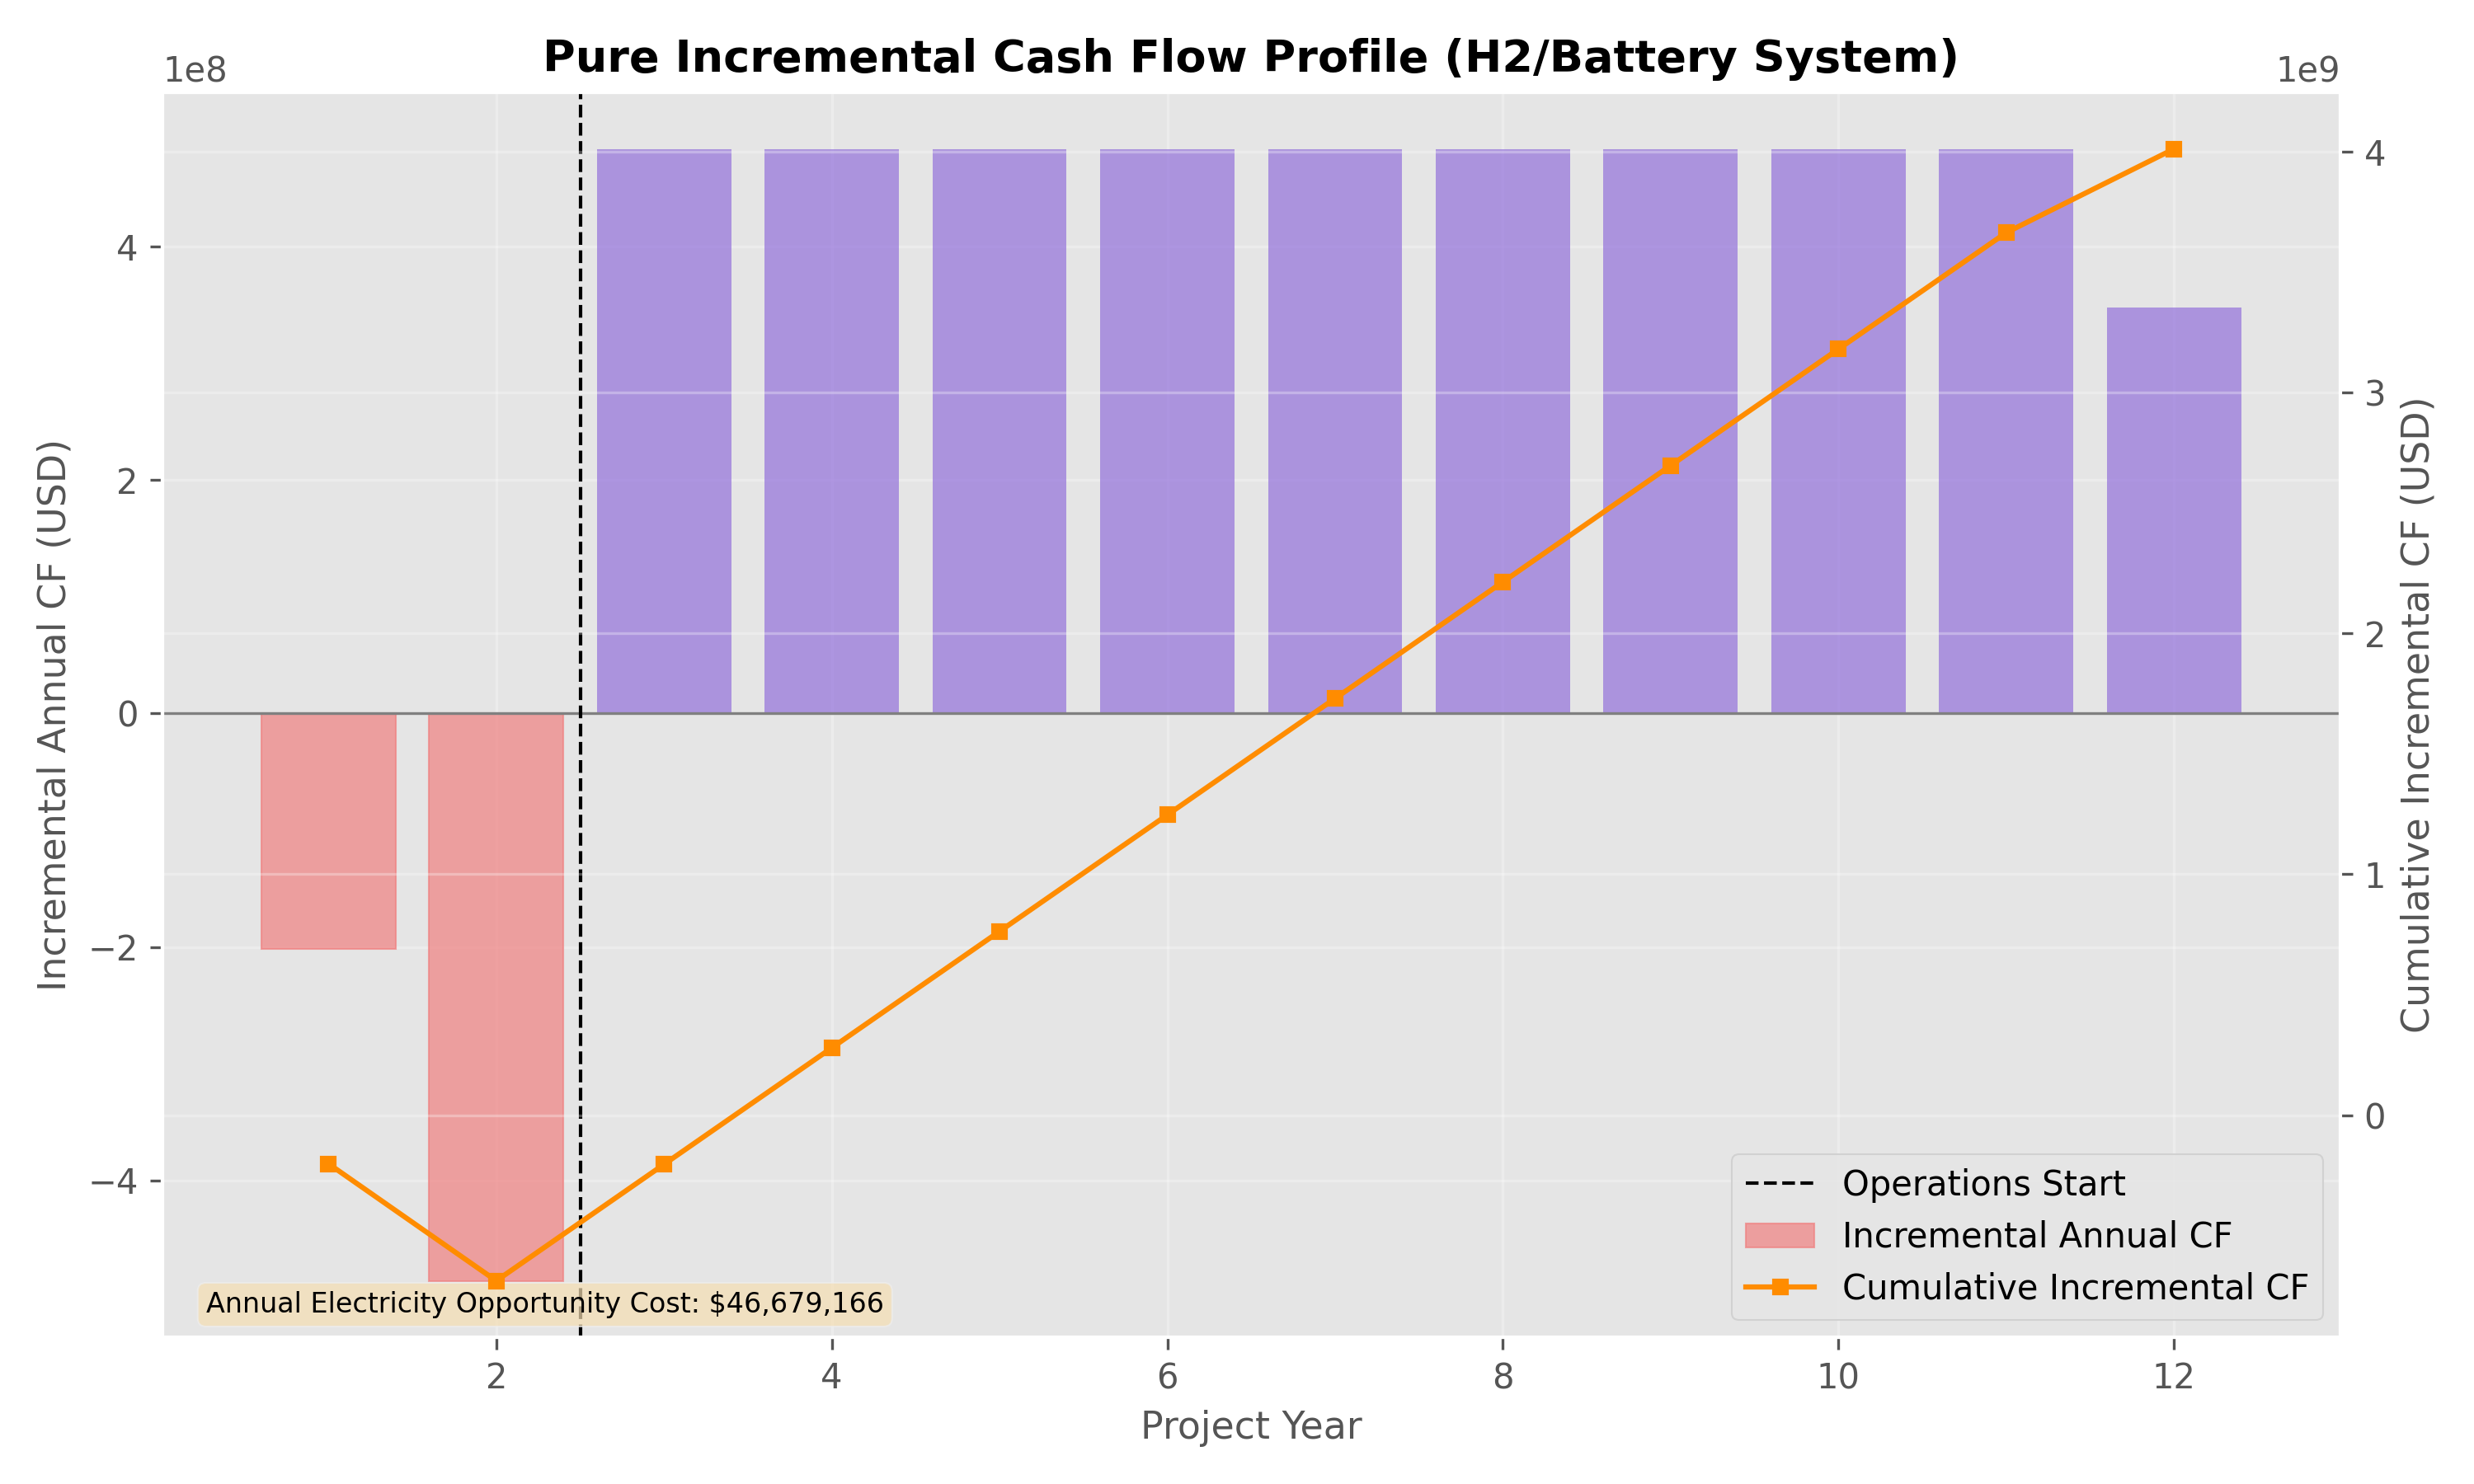 Pure Incremental Cash Flow Profile (H2/Battery System)
1e8
1e9
Incremental Annual CF (USD)
4
2
0
−2
−4
Cumulative Incremental CF (USD)
4
3
2
1
0
Annual Electricity Opportunity Cost: $46,679,166
Operations Start
Incremental Annual CF
Cumulative Incremental CF
2
4
6
8
10
12
Project Year